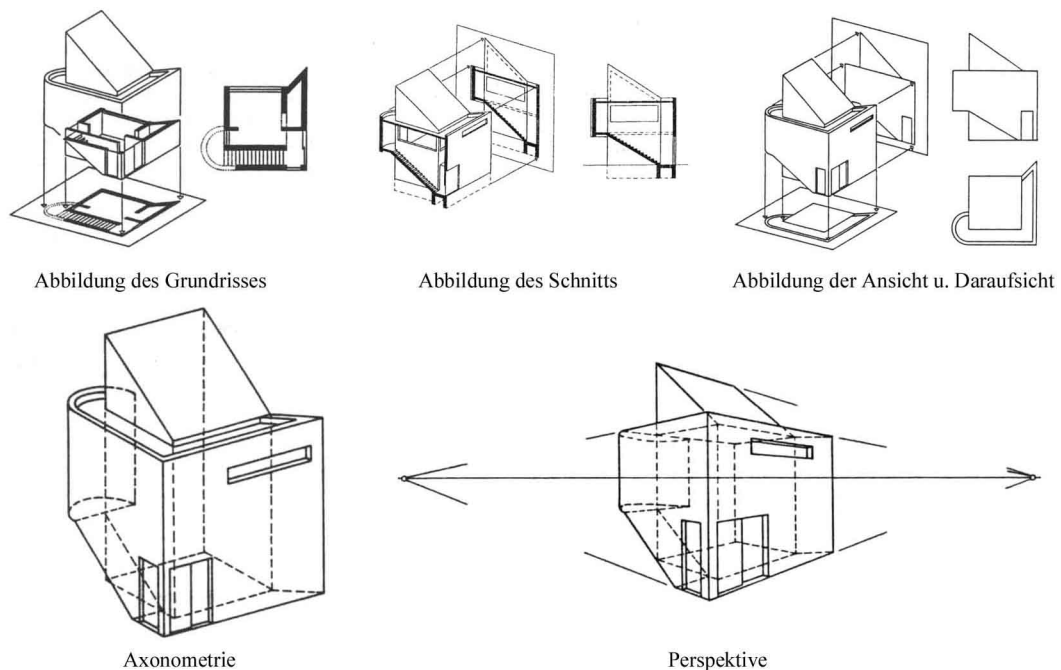 Abbildung des Grundrisses
Abbildung des Schnitts
Abbildung der Ansicht u. Daraufsicht
Axonometrie
Perspektive